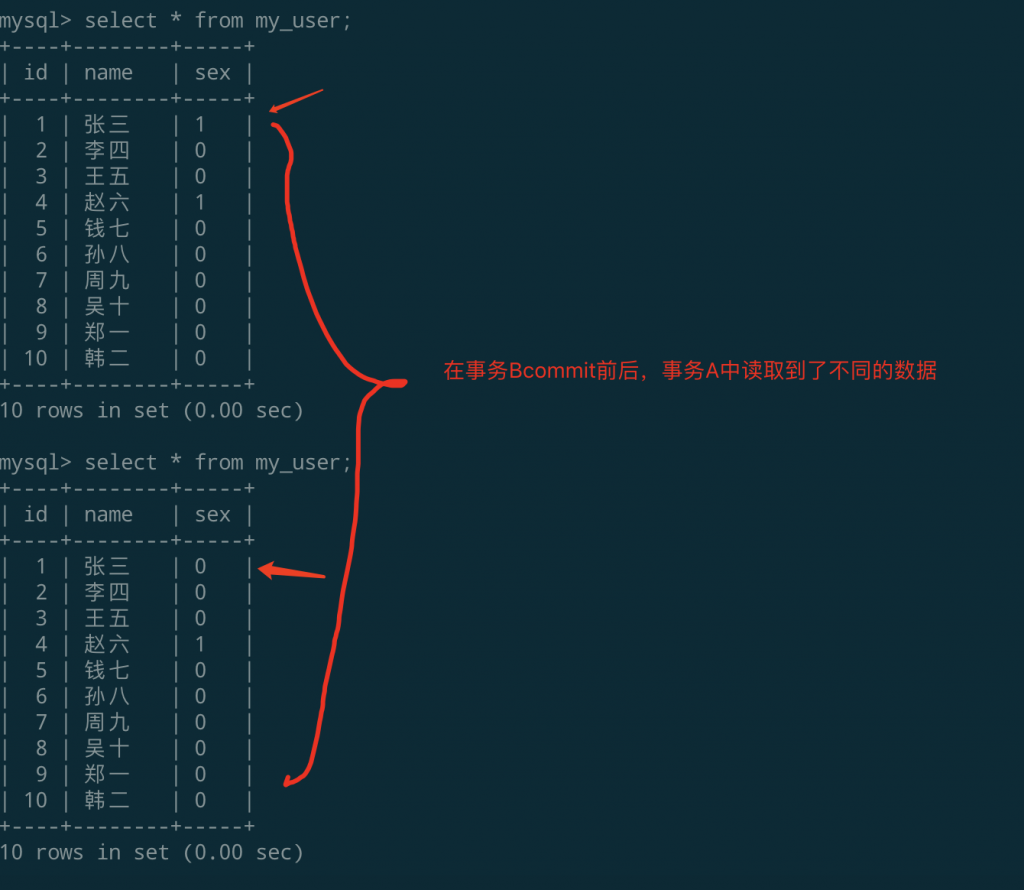 mysql> select * from my_user;
+----+--------+-----+
| id | name   | sex |
+----+--------+-----+
|  1 | 张三   | 1   |
|  2 | 李四   | 0   |
|  3 | 王五   | 0   |
|  4 | 赵六   | 1   |
|  5 | 钱七   | 0   |
|  6 | 孙八   | 0   |
|  7 | 周九   | 0   |
|  8 | 吴十   | 0   |
|  9 | 郑一   | 0   |
| 10 | 韩二   | 0   |
+----+--------+-----+
10 rows in set (0.00 sec)
在事务Bcommit前后，事务A中读取到了不同的数据
mysql> select * from my_user;
+----+--------+-----+
| id | name   | sex |
+----+--------+-----+
|  1 | 张三   | 0   |
|  2 | 李四   | 0   |
|  3 | 王五   | 0   |
|  4 | 赵六   | 1   |
|  5 | 钱七   | 0   |
|  6 | 孙八   | 0   |
|  7 | 周九   | 0   |
|  8 | 吴十   | 0   |
|  9 | 郑一   | 0   |
| 10 | 韩二   | 0   |
+----+--------+-----+
10 rows in set (0.00 sec)